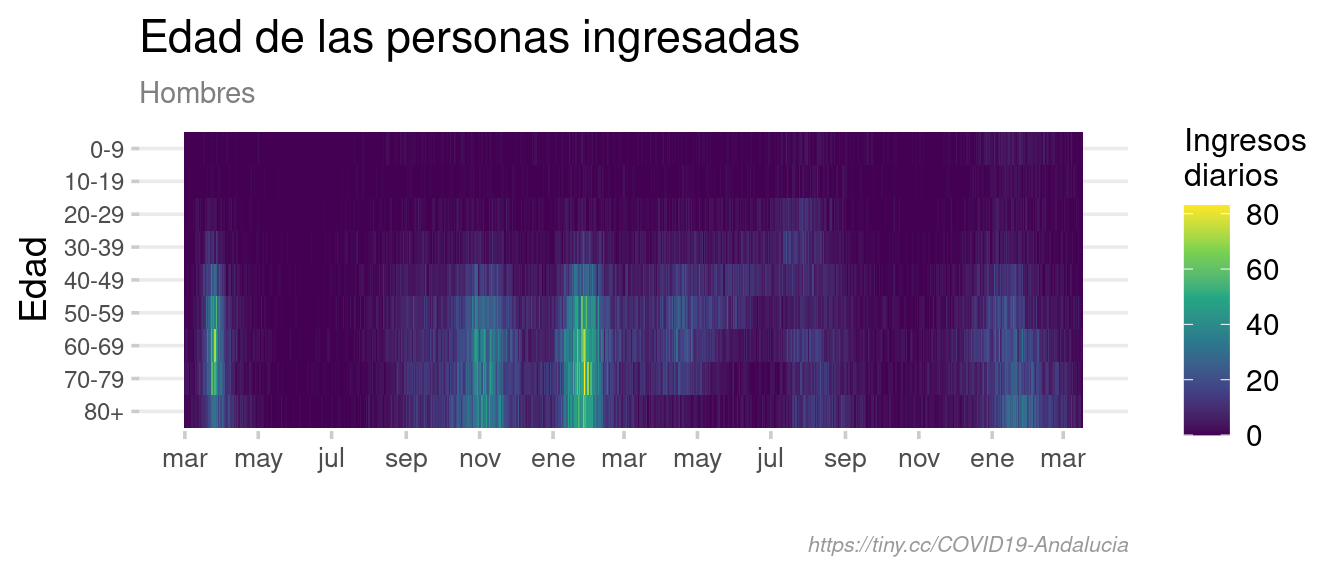 Edad de las personas ingresadas
Hombres
Edad
0-9
10-19
20-29
30-39
40-49
50-59
60-69
70-79
80+
mar may jul sep nov ene mar may jul sep nov ene mar
Ingresos
diarios
80
60
40
20
0
https://tiny.cc/COVID19-Andalucia